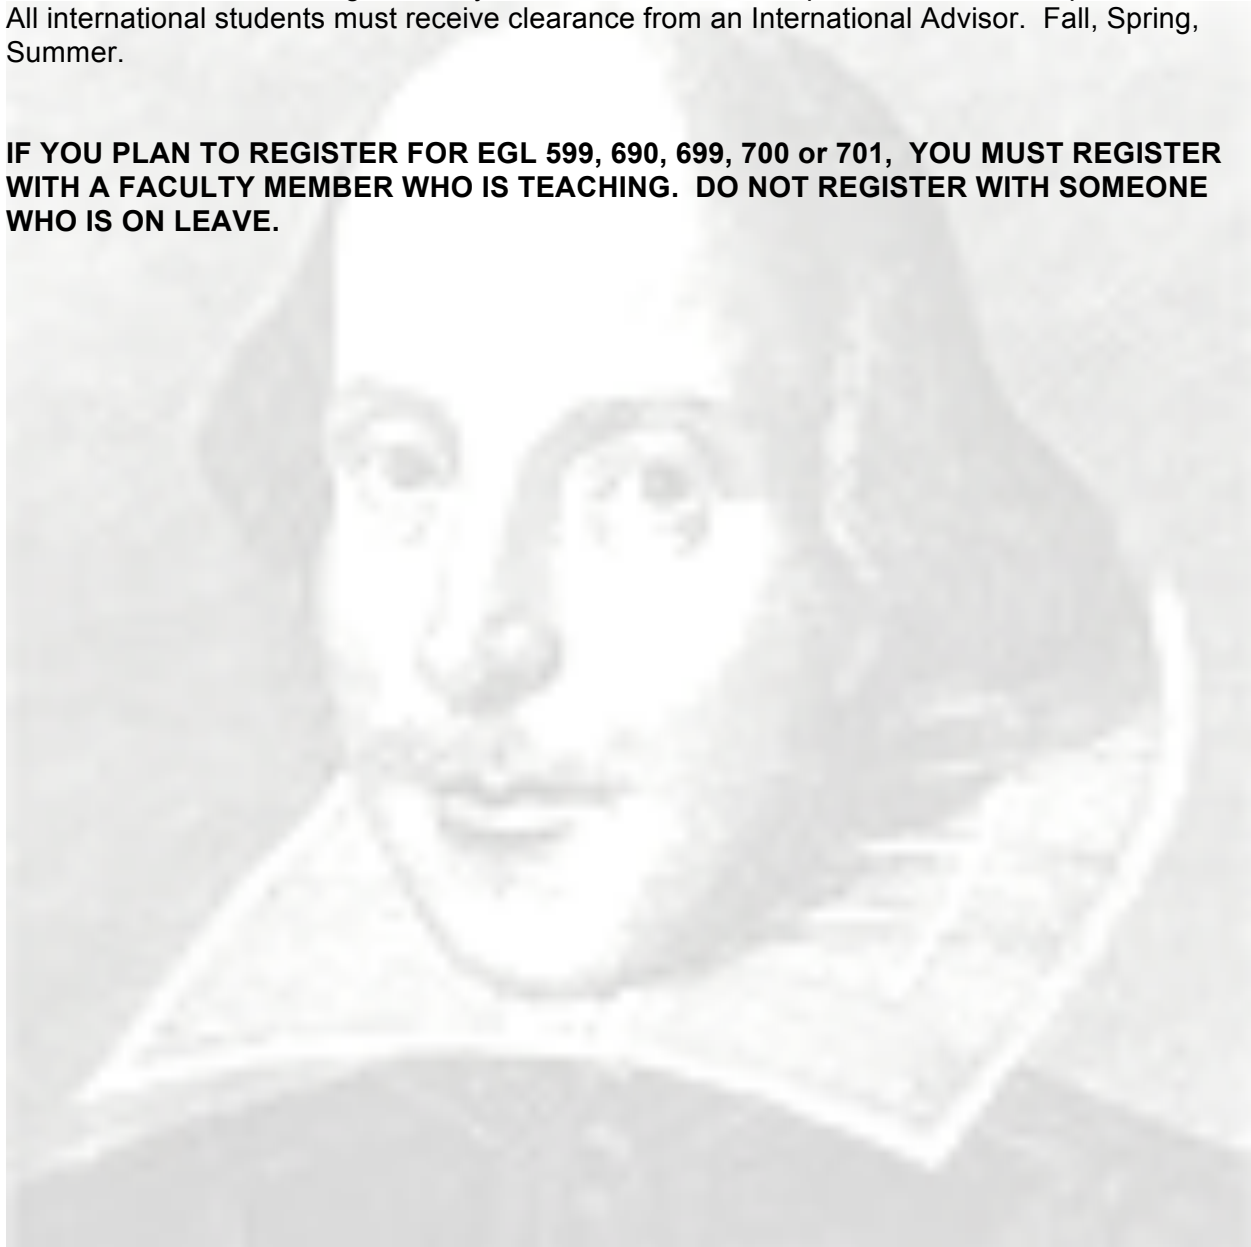 All international students must receive clearance from an International Advisor.  Fall, Spring,
Summer.
IF YOU PLAN TO REGISTER FOR EGL 599, 690, 699, 700 or 701,  YOU MUST REGISTER
WITH A FACULTY MEMBER WHO IS TEACHING.  DO NOT REGISTER WITH SOMEONE
WHO IS ON LEAVE.